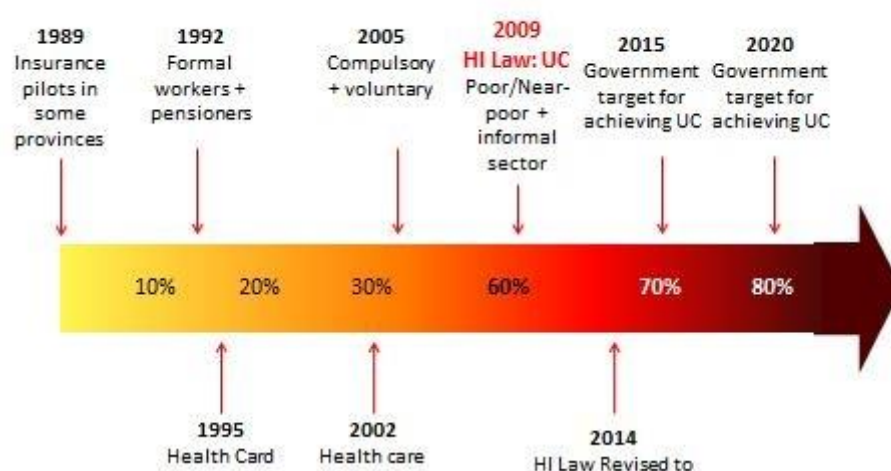 1989
Insurance
pilots in
some
provinces
1992
Formal
workers +
pensioners
2005
Compulsory
+ voluntary
2009
HI Law: UC
Poor/Near-
poor +
informal
sector
2015
Government
target for
achieving UC
2020
Government
target for
achieving UC
10% 20% 30% 60% 70% 80%
1995
Health Card
2002
Health care
2014
HI Law Revised to